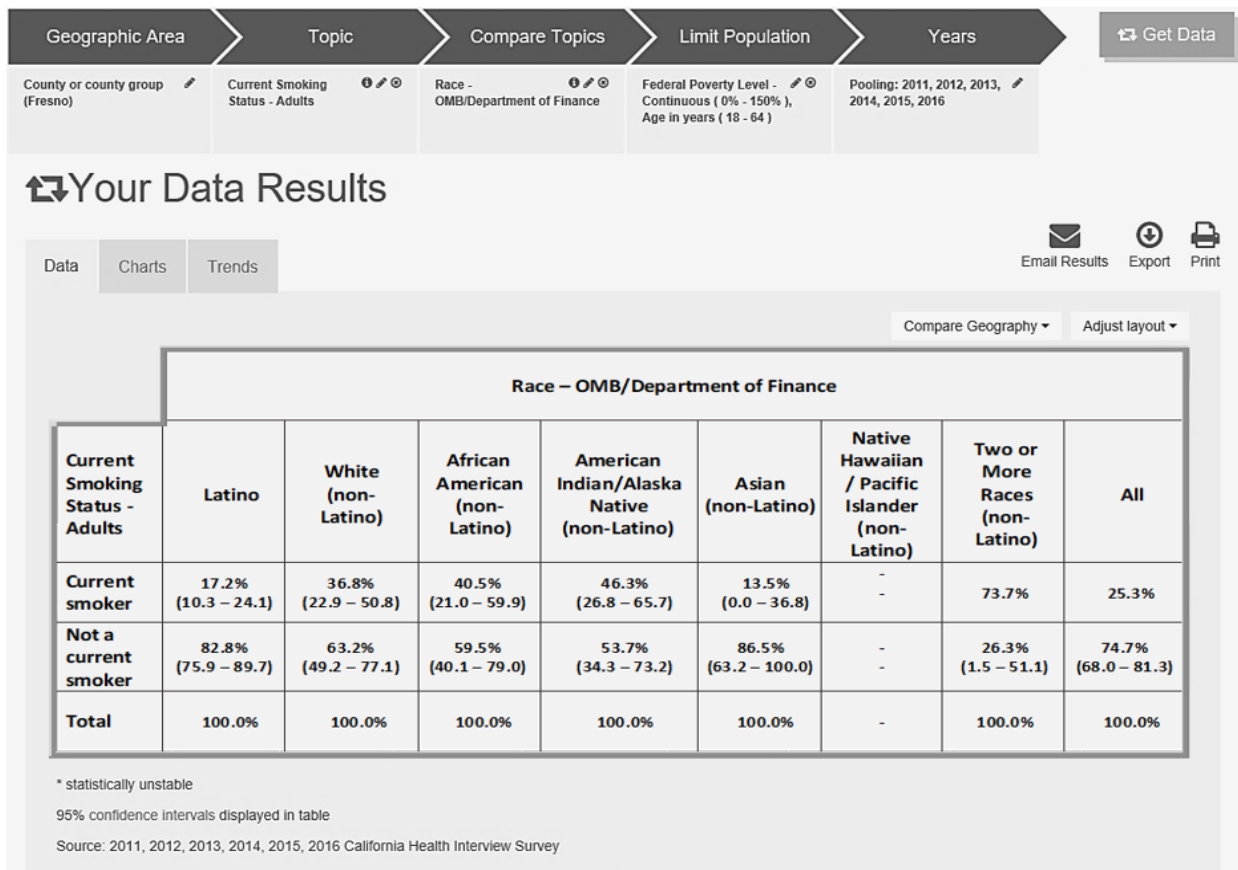 Geographic Area
Topic
Compare Topics
Limit Population
Years
Get Data
County or county group
(Fresno)
Current Smoking
Status - Adults
Race -
OMB/Department of Finance
Federal Poverty Level -
Continuous ( 0% - 150% ),
Age in years ( 18 - 64 )
Pooling: 2011, 2012, 2013,
2014, 2015, 2016
Your Data Results
Email Results
Export
Print
Data
Charts
Trends
Compare Geography
Adjust layout
Race – OMB/Department of Finance
Current
Smoking
Status -
Adults
Latino
White
(non-
Latino)
African
American
(non-
Latino)
American
Indian/Alaska
Native
(non-Latino)
Asian
(non-Latino)
Native
Hawaiian
/ Pacific
Islander
(non-
Latino)
Two or
More
Races
(non-
Latino)
All
Current
smoker
17.2%
(10.3 – 24.1)
36.8%
(22.9 – 50.8)
40.5%
(21.0 – 59.9)
46.3%
(26.8 – 65.7)
13.5%
(0.0 – 36.8)
-
-
73.7%
25.3%
Not a
current
smoker
82.8%
(75.9 – 89.7)
63.2%
(49.2 – 77.1)
59.5%
(40.1 – 79.0)
53.7%
(34.3 – 73.2)
86.5%
(63.2 – 100.0)
-
-
26.3%
(1.5 – 51.1)
74.7%
(68.0 – 81.3)
Total
100.0%
100.0%
100.0%
100.0%
100.0%
-
100.0%
100.0%
* statistically unstable
95% confidence intervals displayed in table
Source: 2011, 2012, 2013, 2014, 2015, 2016 California Health Interview Survey